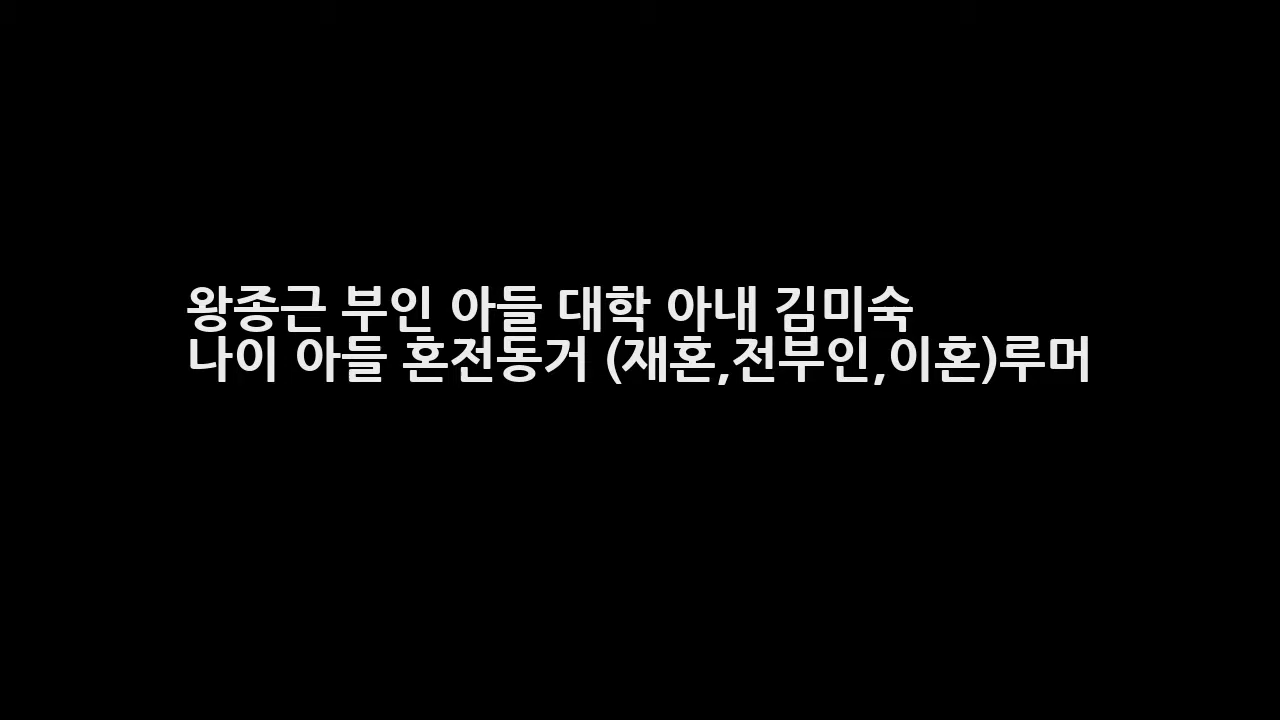 왕종근 부인 아들 대학 아내 김미숙
나이 아들 혼전동거 (재혼,전부인,이혼)루머